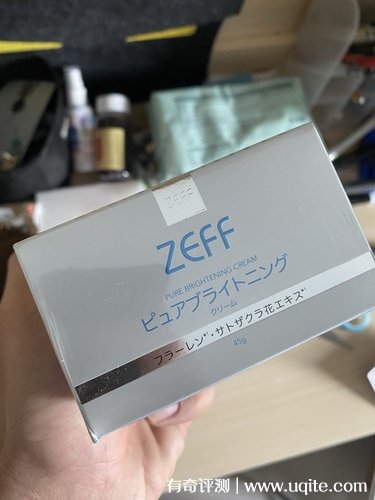 ZEFF
ZEFF
PURE BRIGHTENING CREAM
ピュアブライトニング
クリーム
フラーレン*・サトザクラ花エキス*
45g
有奇评测 | www.uqite.com